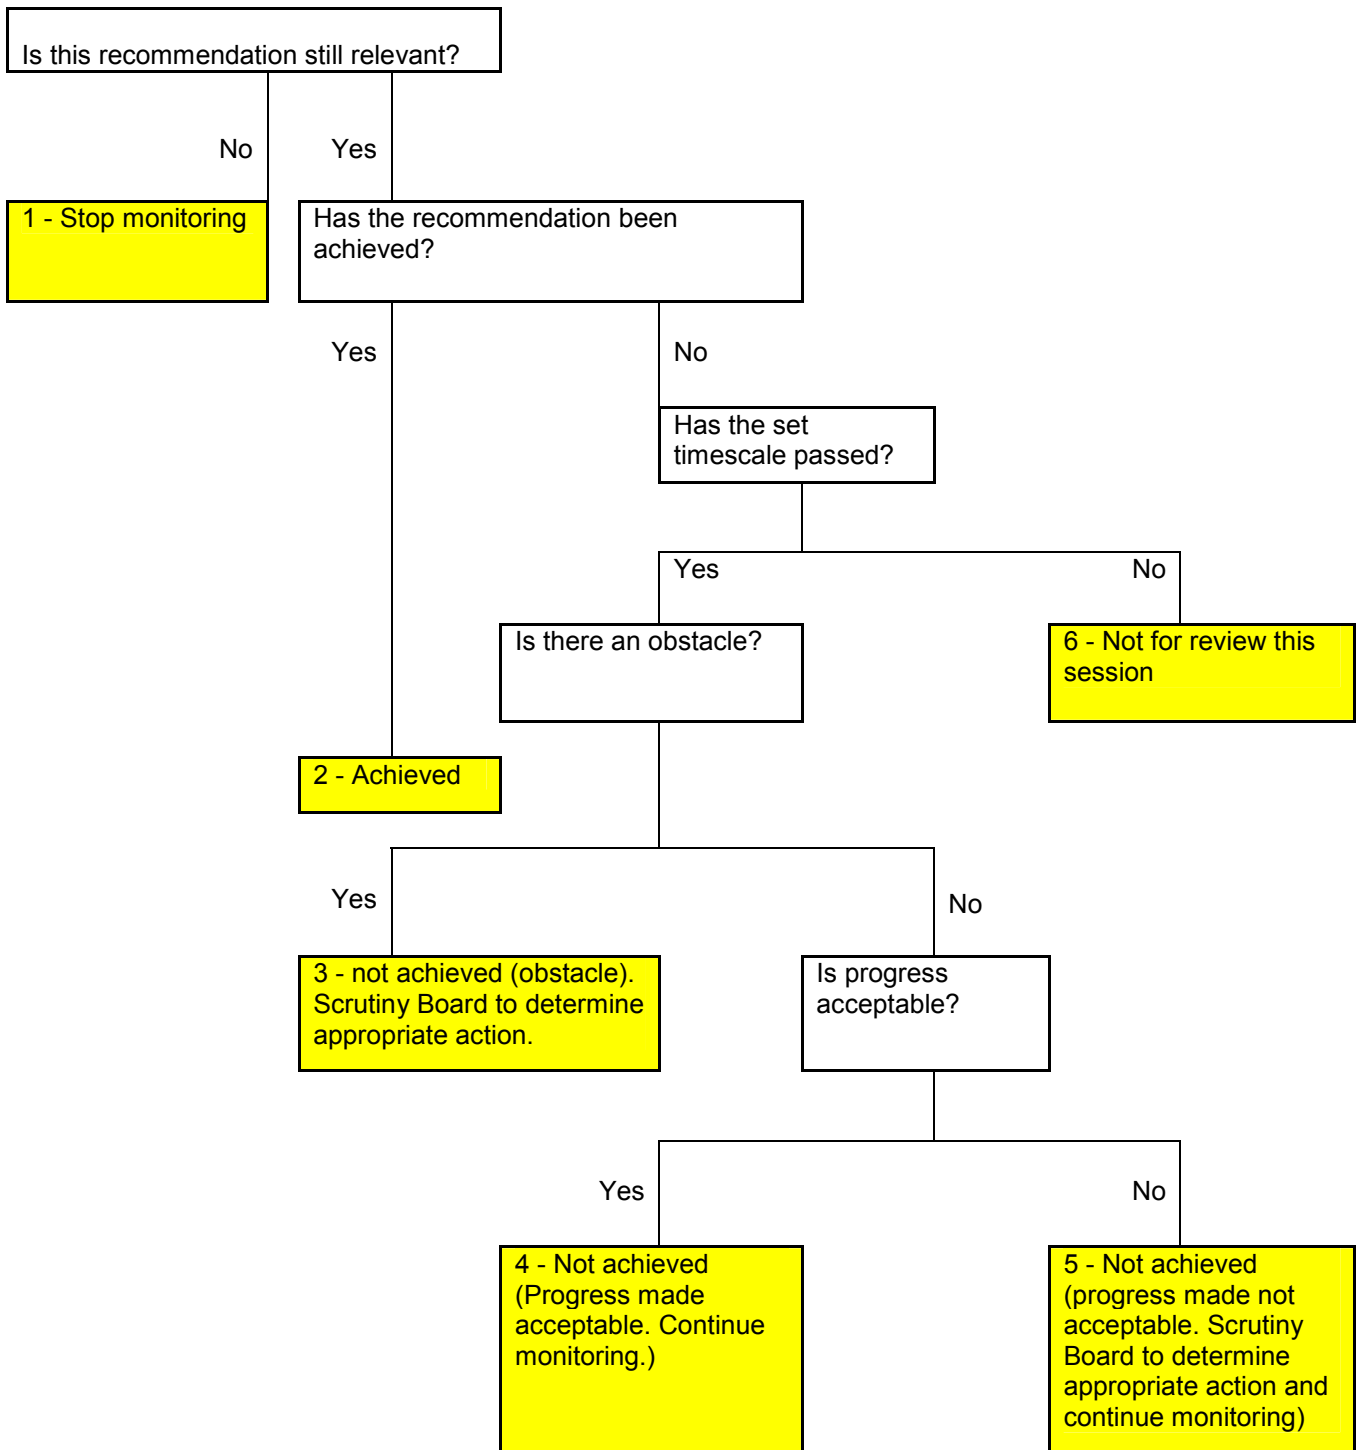 Is this recommendation still relevant?
No
Yes
1 - Stop monitoring
Has the recommendation been
achieved?
Yes
No
Has the set
timescale passed?
Yes
No
Is there an obstacle?
6 - Not for review this
session
2 - Achieved
Yes
No
3 - not achieved (obstacle).
Scrutiny Board to determine
appropriate action.
Is progress
acceptable?
Yes
No
4 - Not achieved
(Progress made
acceptable. Continue
monitoring.)
5 - Not achieved
(progress made not
acceptable. Scrutiny
Board to determine
appropriate action and
continue monitoring)